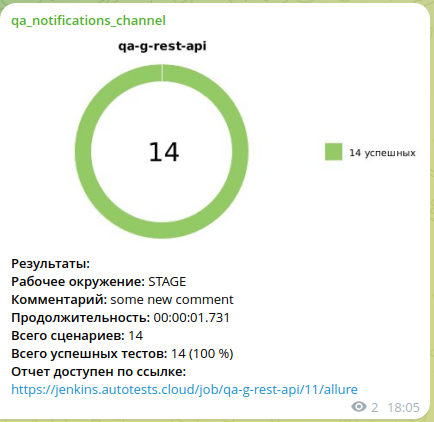 qa_notifications_channel
qa-g-rest-api
14
14 успешных
Результаты:
Рабочее окружение: STAGE
Комментарий: some new comment
Продолжительность: 00:00:01.731
Всего сценариев: 14
Всего успешных тестов: 14 (100 %)
Отчет доступен по ссылке:
https://jenkins.autotests.cloud/job/qa-g-rest-api/11/allure
2 18:05